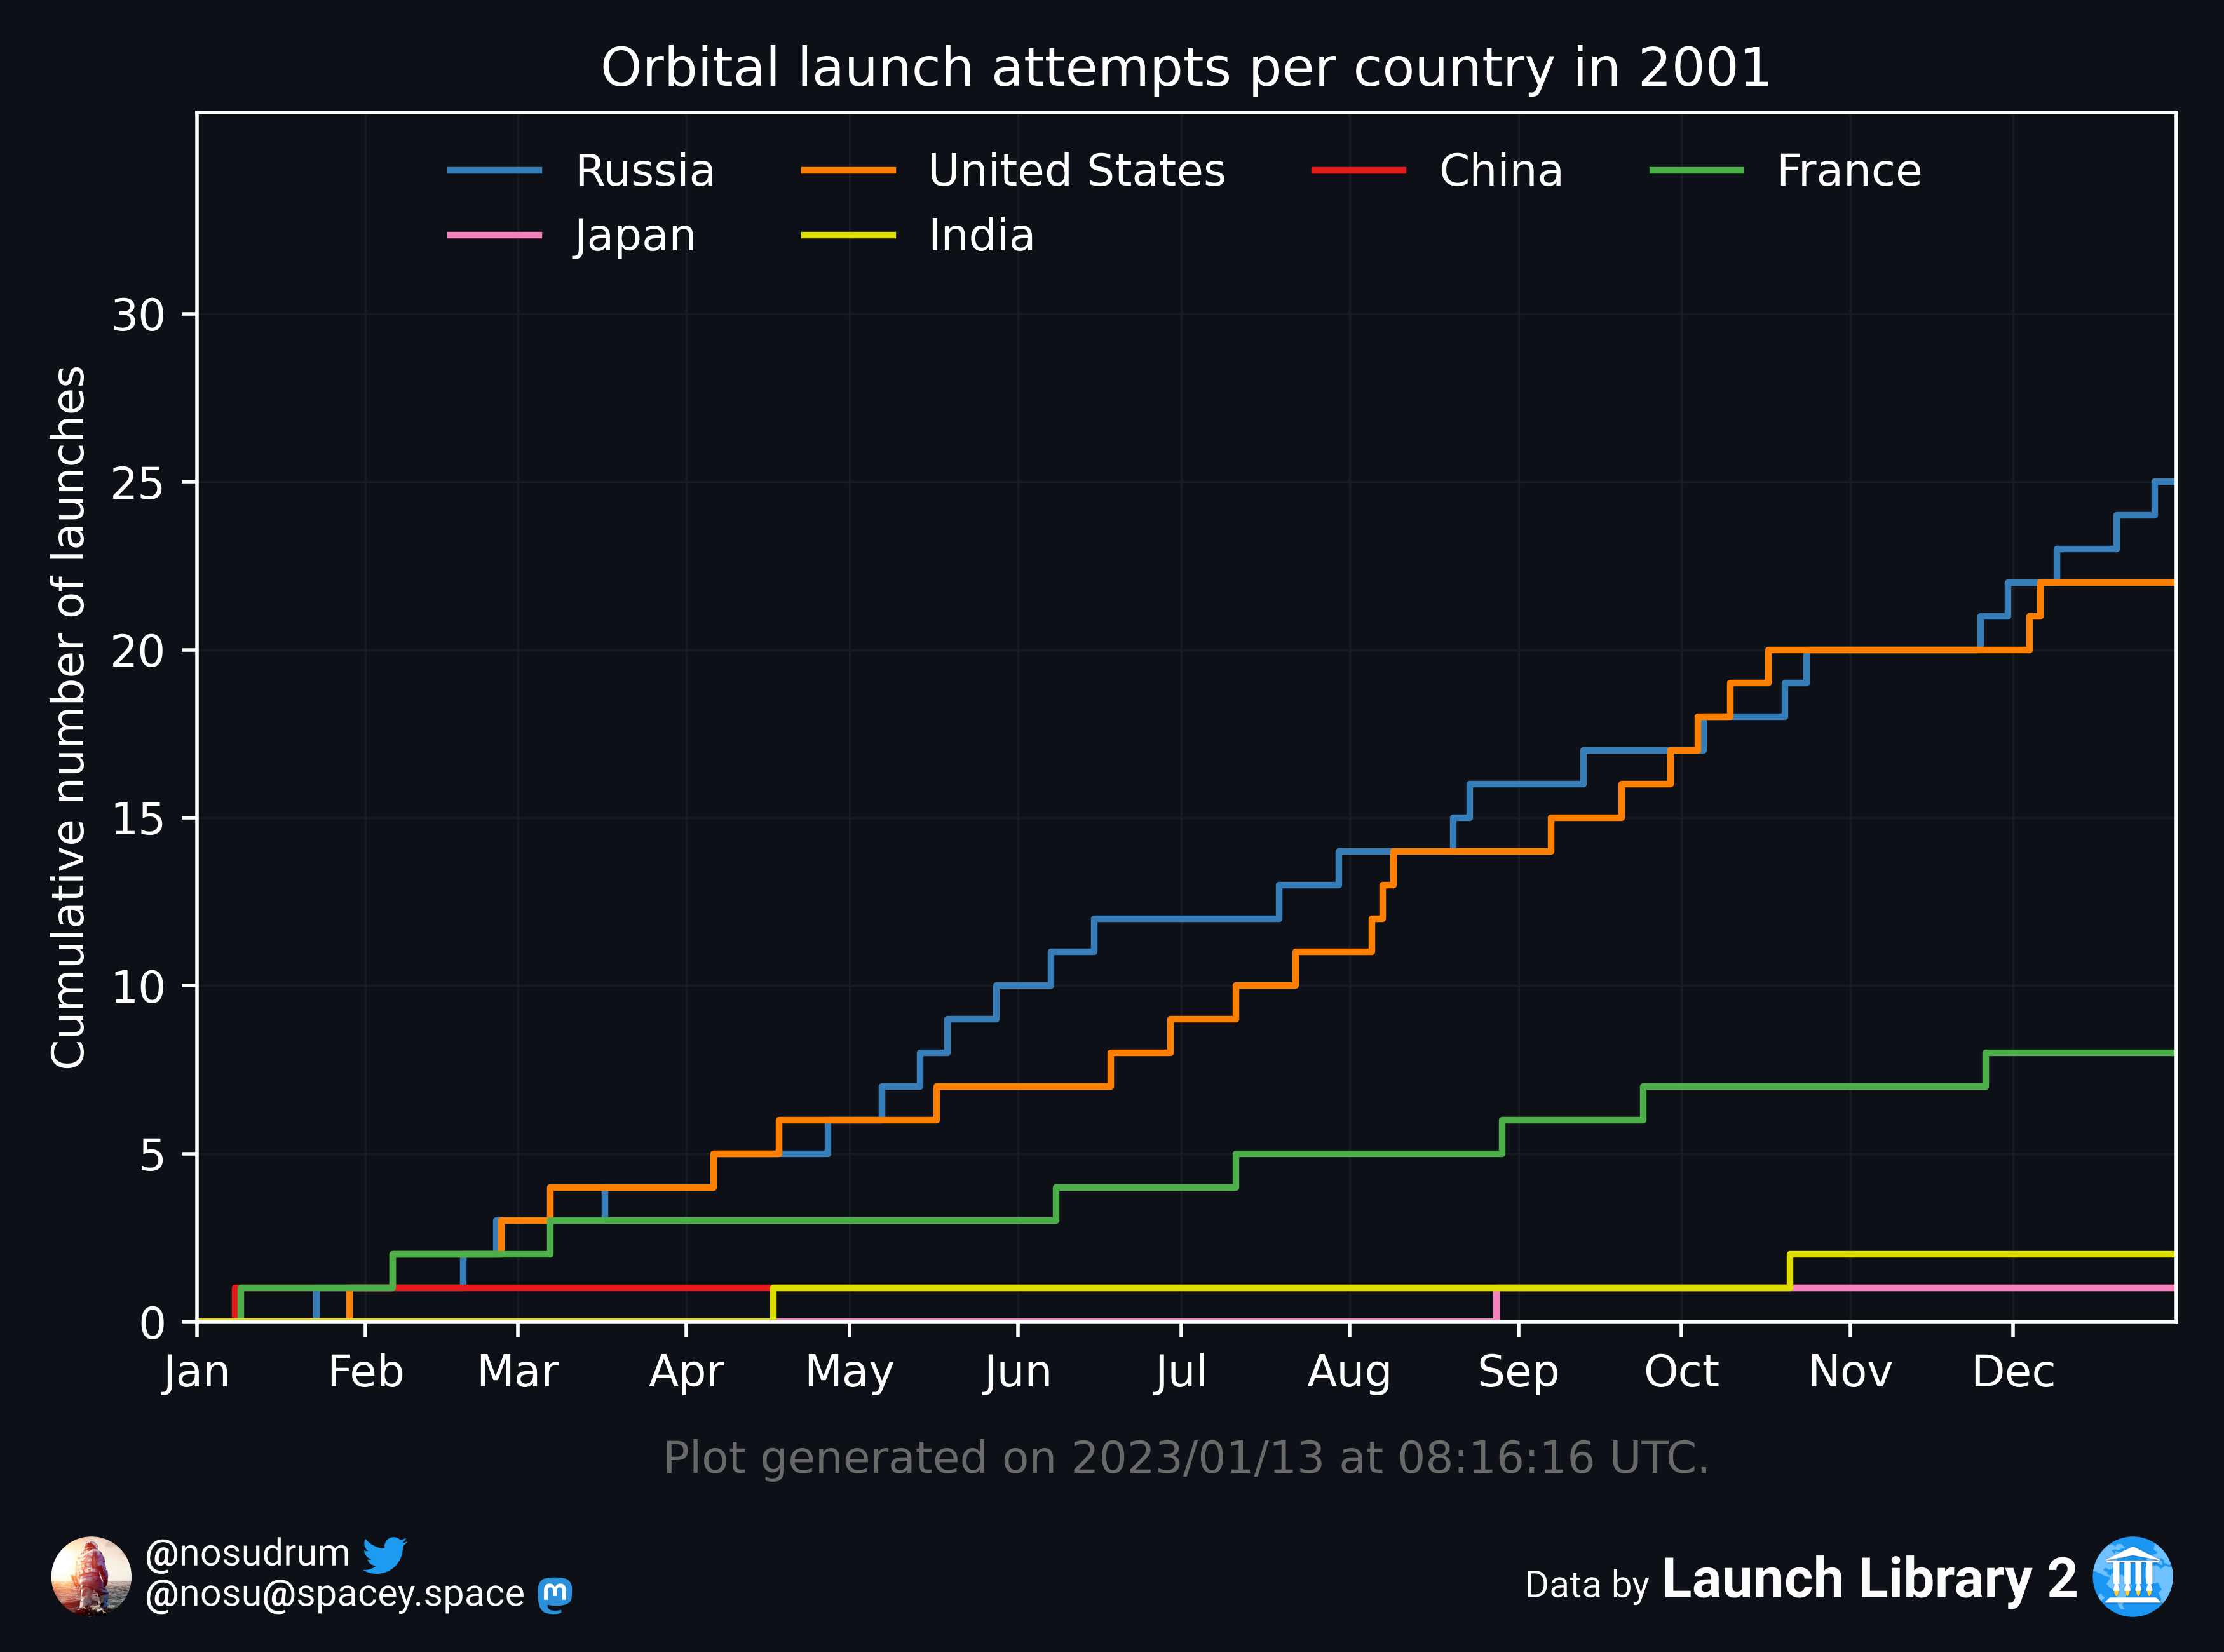 Orbital launch attempts per country in 2001
Russia United States China France
Japan India
Cumulative number of launches
30
25
20
15
10
5
0
Jan Feb Mar Apr May Jun Jul Aug Sep Oct Nov Dec
Plot generated on 2023/01/13 at 08:16:16 UTC.
@nosudrum
@nosu@spacey.space
Data by Launch Library 2